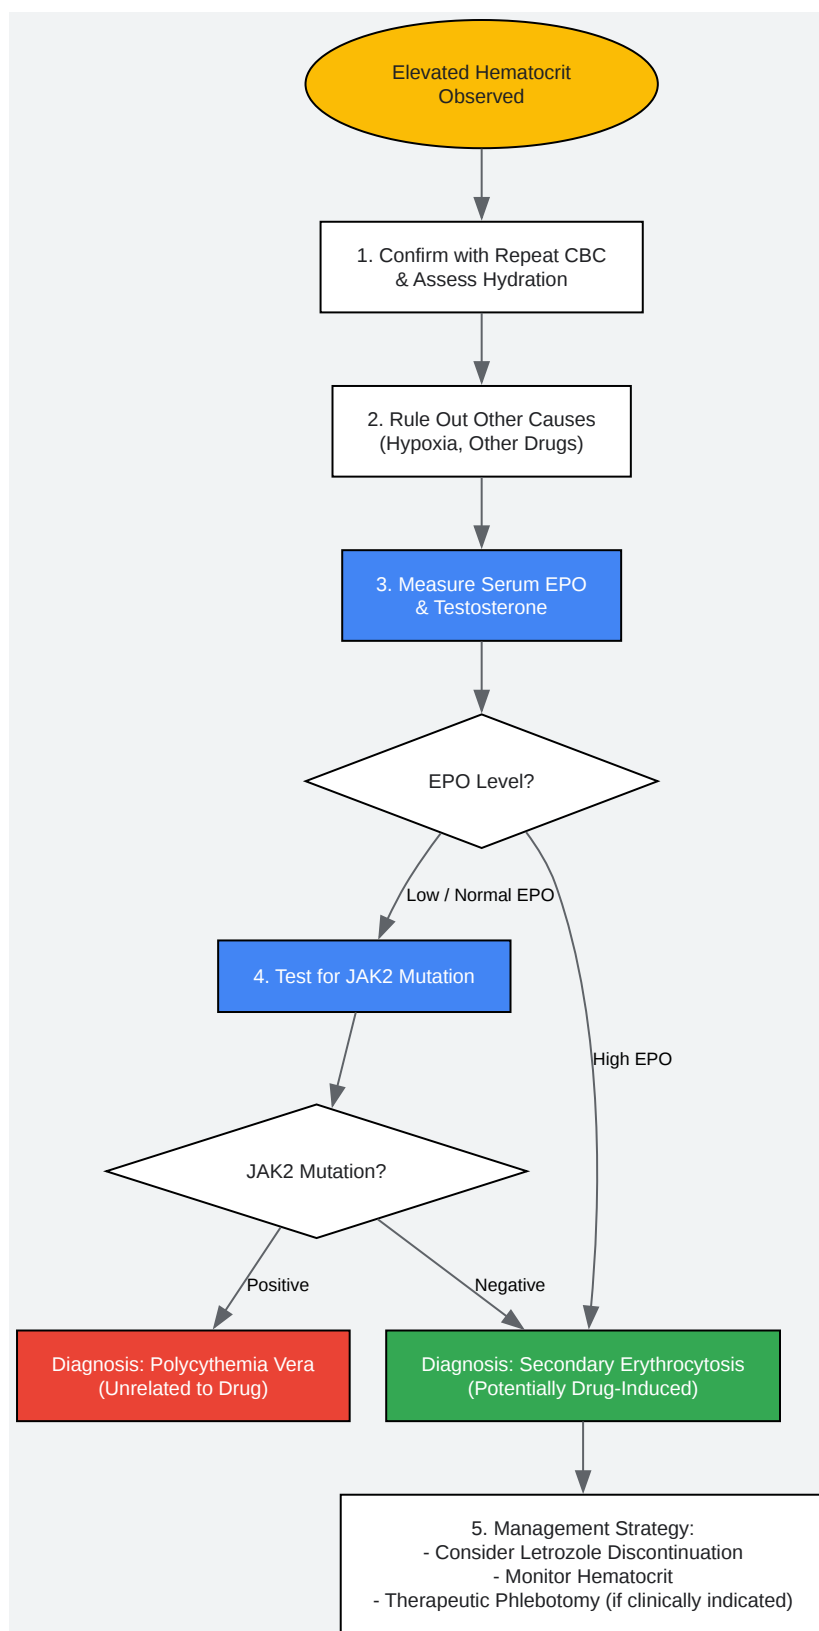 Elevated Hematocrit
Observed
1. Confirm with Repeat CBC
& Assess Hydration
2. Rule Out Other Causes
(Hypoxia, Other Drugs)
3. Measure Serum EPO
& Testosterone
EPO Level?
Low / Normal EPO
4. Test for JAK2 Mutation
High EPO
JAK2 Mutation?
Positive
Negative
Diagnosis: Polycythemia Vera
(Unrelated to Drug)
Diagnosis: Secondary Erythrocytosis
(Potentially Drug-Induced)
5. Management Strategy:
- Consider Letrozole Discontinuation
- Monitor Hematocrit
- Therapeutic Phlebotomy (if clinically indicated)